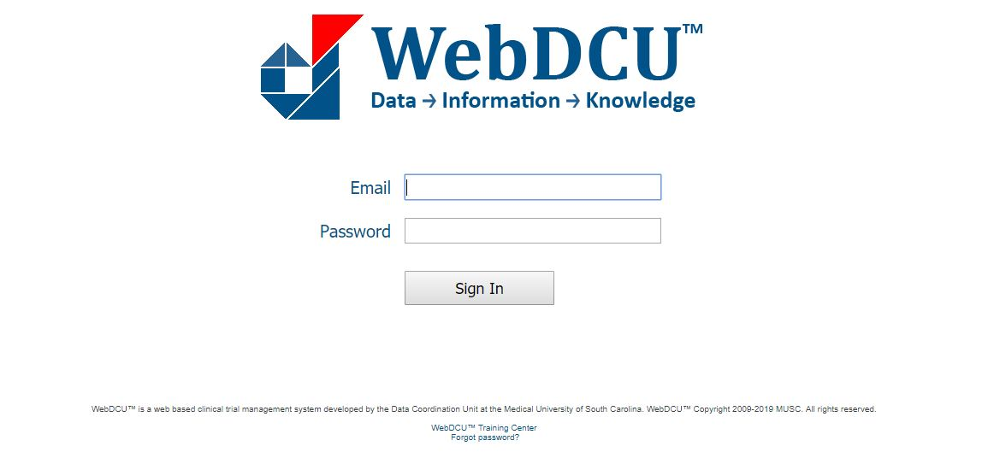 WebDCU™
Data → Information → Knowledge
Email
Password
Sign In
WebDCU™ is a web based clinical trial management system developed by the Data Coordination Unit at the Medical University of South Carolina. WebDCU™ Copyright 2009-2019 MUSC. All rights reserved.
WebDCU™ Training Center
Forgot password?